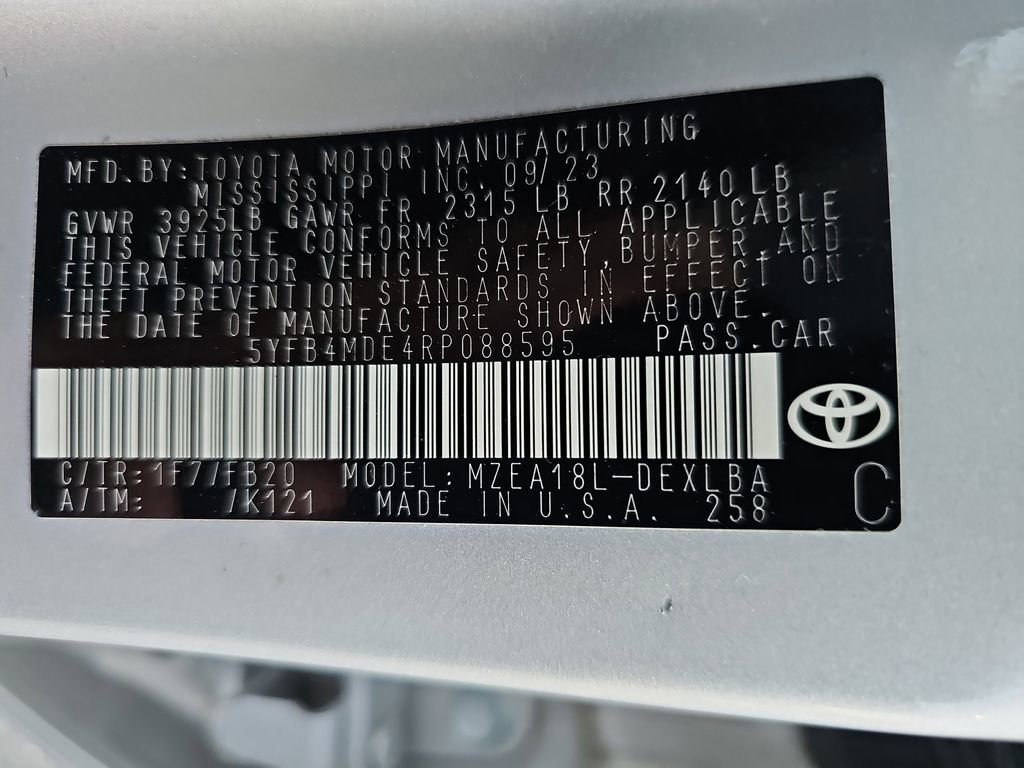 MFD.BY:TOYOTA MOTOR MANUFACTURING
MISSISSIPPI INC. 09/23
GVWR 3925LB GAWR FR 2315 LB RR 2140 LB
THIS VEHICLE CONFORMS TO ALL APPLICABLE
FEDERAL MOTOR VEHICLE SAFETY,BUMPER,AND
THEFT PREVENTION STANDARDS IN EFFECT ON
THE DATE OF MANUFACTURE SHOWN ABOVE.
5YFB4MDE4RP088595 PASS.CAR
C/TR:1F7/FB20 MODEL:MZEA18L-DEXLBA
A/TM: /K121 MADE IN U.S.A. 258
C